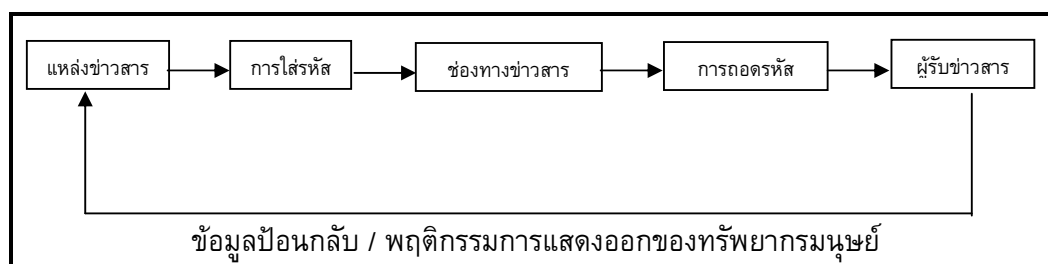 แหล่งข่าวสาร การใส่รหัส ช่องทางข่าวสาร การถอดรหัส ผู้รับข่าวสาร
ข้อมูลป้อนกลับ / พฤติกรรมการแสดงออกของทรัพยากรมนุษย์